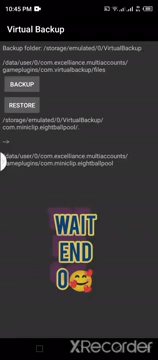 10:45 PM
Virtual Backup
Backup folder: /storage/emulated/0/VirtualBackup
/data/user/0/com.excelliance.multiaccounts/
gameplugins/com.virtualbackup/files
BACKUP
RESTORE
/storage/emulated/0/VirtualBackup/
com.miniclip.eightballpool/.
-->
/data/user/0/com.excelliance.multiaccounts/
gameplugins/com.miniclip.eightballpool
WAIT
END
0🥰
XRecorder